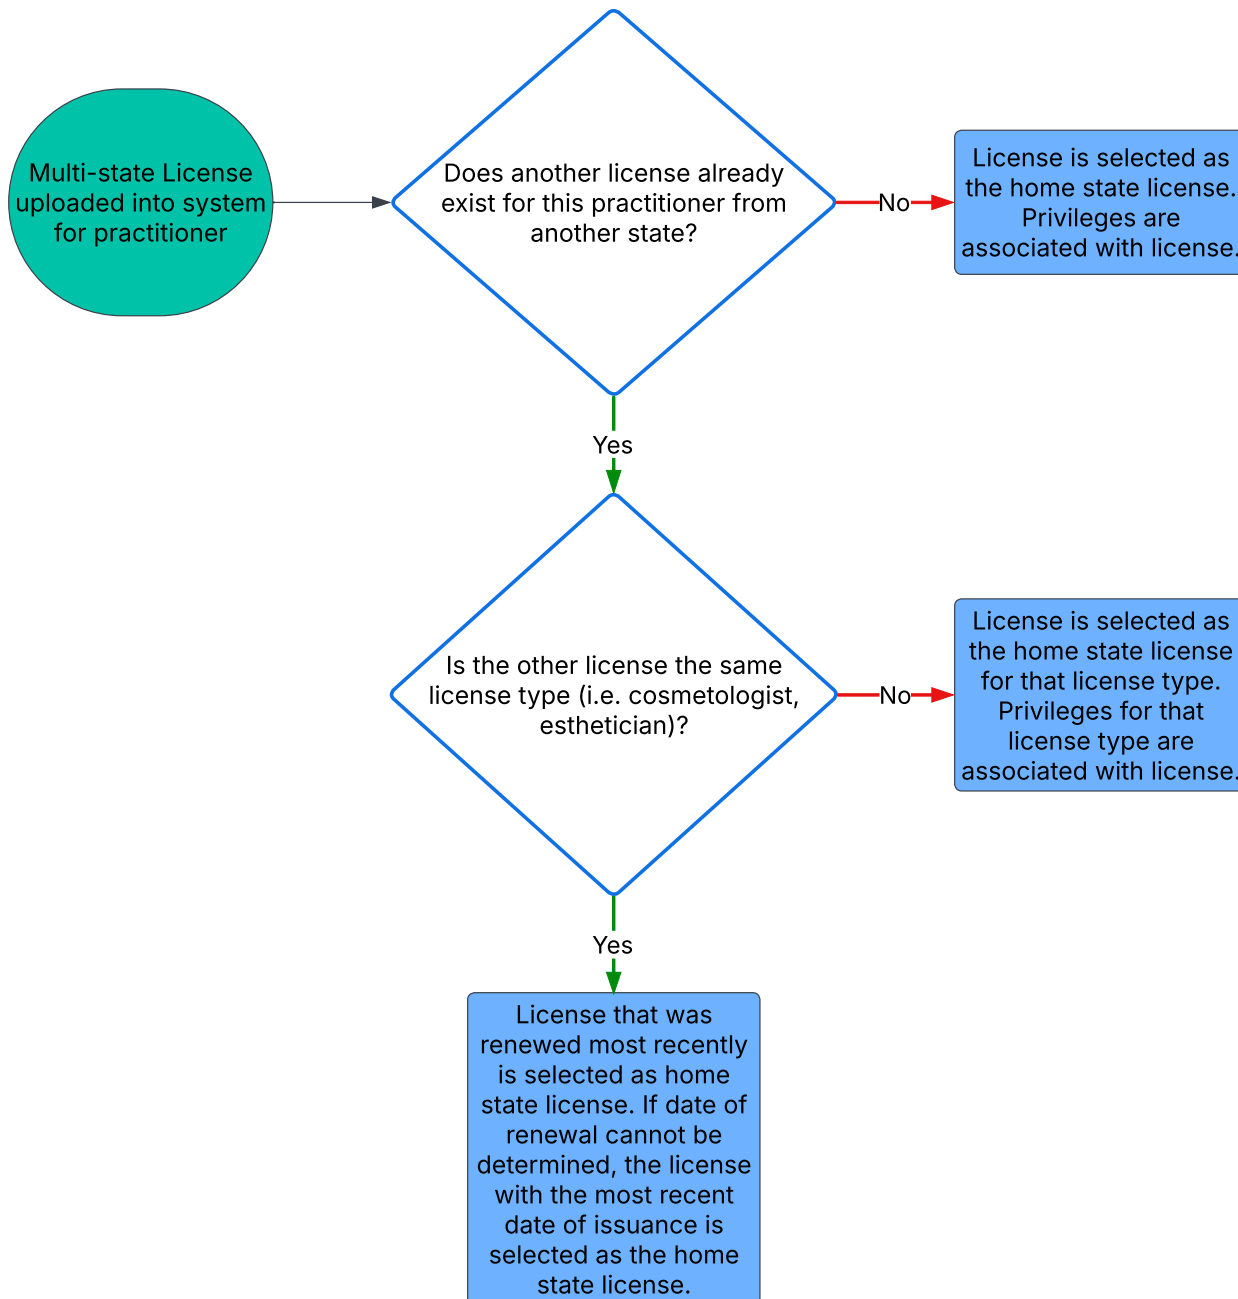 Multi-state License
uploaded into system
for practitioner
Does another license already
exist for this practitioner from
another state?
No
License is selected as
the home state license.
Privileges are
associated with license.
Yes
Is the other license the same
license type (i.e. cosmetologist,
esthetician)?
No
License is selected as
the home state license
for that license type.
Privileges for that
license type are
associated with license.
Yes
License that was
renewed most recently
is selected as home
state license. If date of
renewal cannot be
determined, the license
with the most recent
date of issuance is
selected as the home
state license.